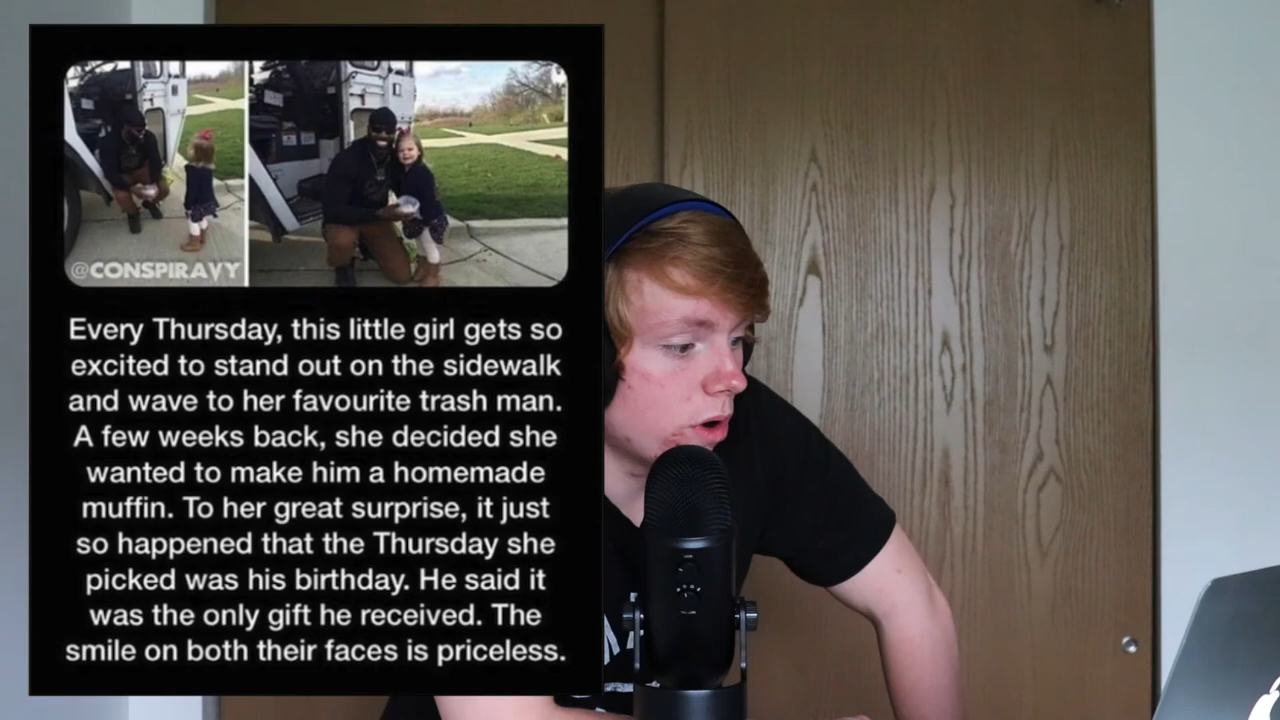 @CONSPIRAVY
Every Thursday, this little girl gets so
excited to stand out on the sidewalk
and wave to her favourite trash man.
A few weeks back, she decided she
wanted to make him a homemade
muffin. To her great surprise, it just
so happened that the Thursday she
picked was his birthday. He said it
was the only gift he received. The
smile on both their faces is priceless.